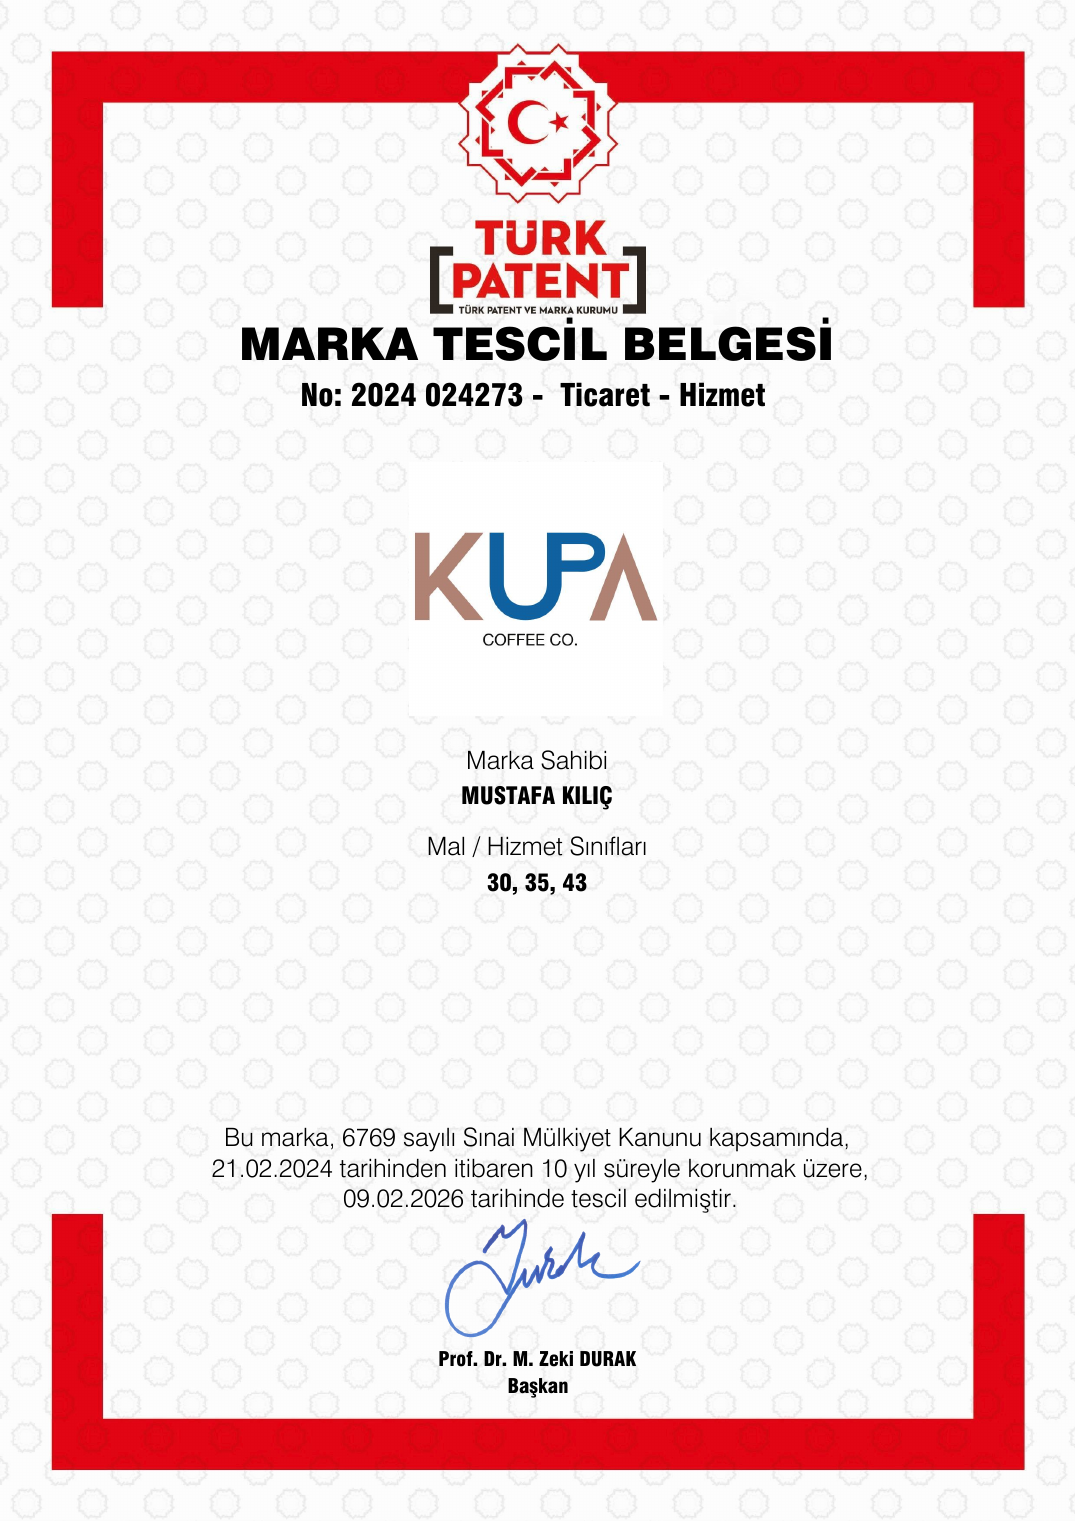 TÜRK
PATENT
TÜRK PATENT VE MARKA KURUMU
MARKA TESCİL BELGESİ
No: 2024 024273 - Ticaret - Hizmet
KUPA
COFFEE CO.
Marka Sahibi
MUSTAFA KILIÇ
Mal / Hizmet Sınıfları
30, 35, 43
Bu marka, 6769 sayılı Sınai Mülkiyet Kanunu kapsamında,
21.02.2024 tarihinden itibaren 10 yıl süreyle korunmak üzere,
09.02.2026 tarihinde tescil edilmiştir.
Prof. Dr. M. Zeki DURAK
Başkan